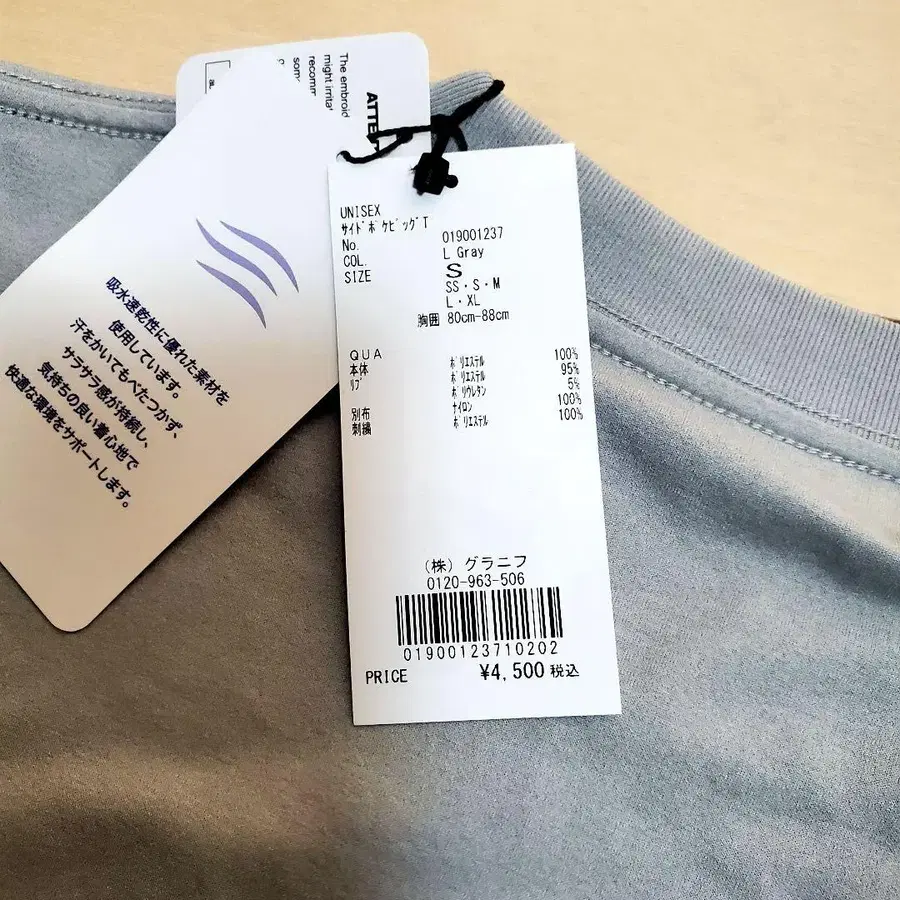 The embroid
might irrita
recomm
som
ATTE
吸水速乾性に優れた素材を
使用しています。
汗をかいてもべたつかず、
サラサラ感が持続し、
気持ちの良い着心地で
快適な環境をサポートします。
UNISEX
ｻｲﾄﾞﾎﾟｹﾋﾞｯｸﾞT
No. 019001237
COL. L Gray
SIZE S
SS・S・M
L・XL
胸囲 80cm-88cm
QUA
本体 ﾎﾟﾘｴｽﾃﾙ 100%
ﾘﾌﾞ ﾎﾟﾘｴｽﾃﾙ 95%
ﾎﾟﾘｳﾚﾀﾝ 5%
別布 ﾅｲﾛﾝ 100%
刺繍 ﾎﾟﾘｴｽﾃﾙ 100%
(株) グラニフ
0120-963-506
01900123710202
PRICE ¥4,500 税込